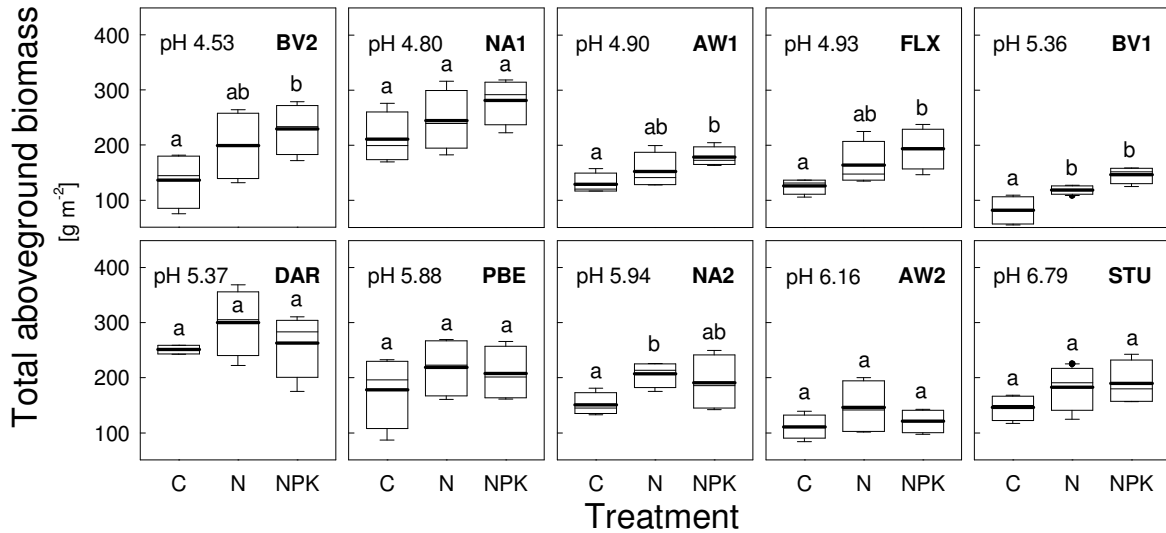 Total aboveground biomass
[g m-2]
400
300
200
100
pH 4.53 BV2
a ab b
pH 4.80 NA1
a a a
pH 4.90 AW1
a ab b
pH 4.93 FLX
a ab b
pH 5.36 BV1
a b b
400
300
200
100
pH 5.37 DAR
a a a
pH 5.88 PBE
a a a
pH 5.94 NA2
a b ab
pH 6.16 AW2
a a a
pH 6.79 STU
a a a
C N NPK C N NPK C N NPK C N NPK C N NPK
Treatment